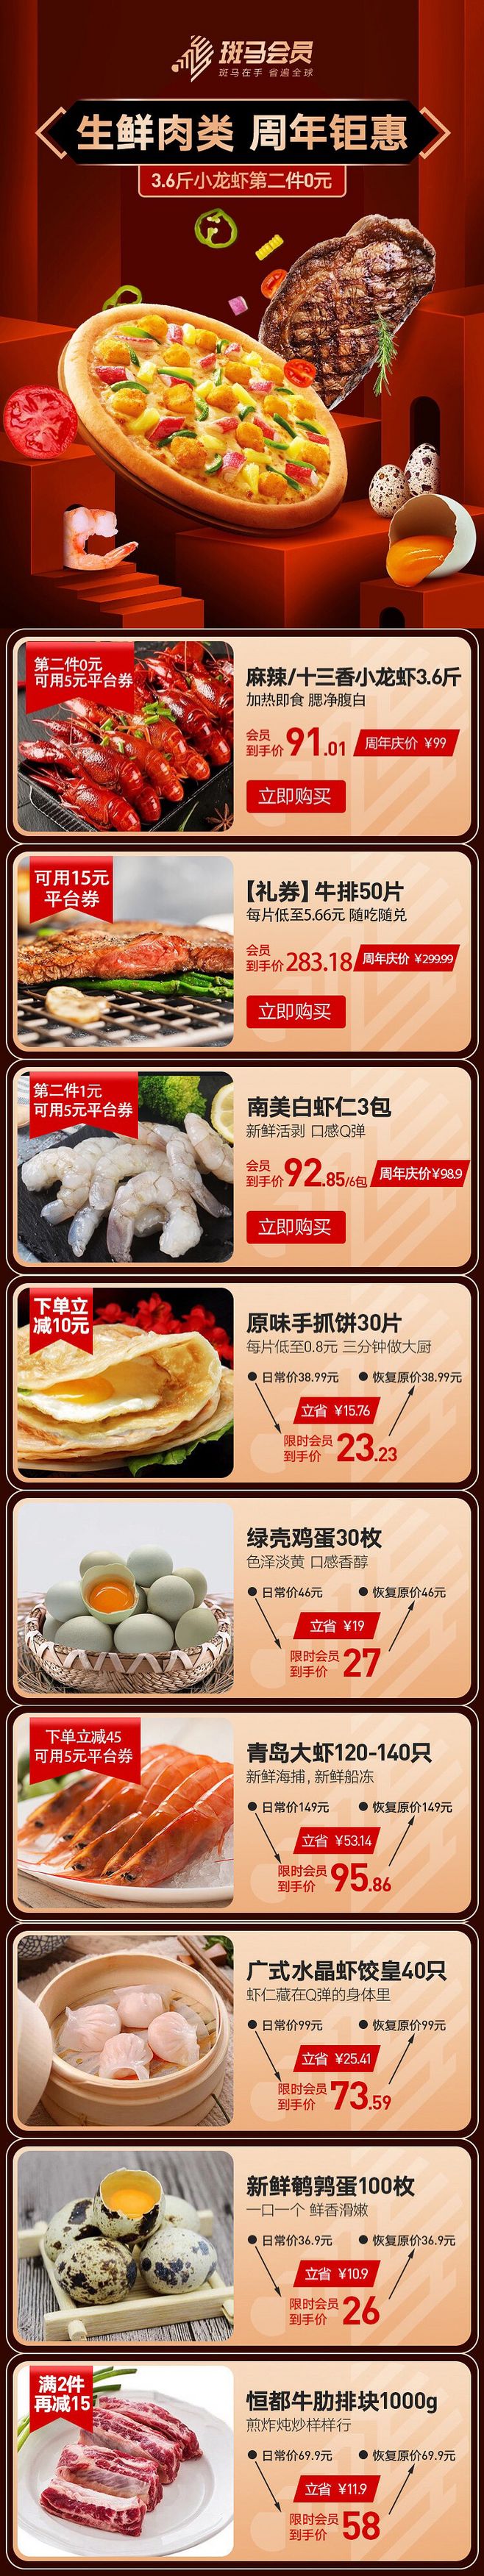 斑马会员
斑马在手 省遍全球
生鲜肉类 周年钜惠
3.6斤小龙虾第二件0元
第二件0元
可用5元平台券
麻辣/十三香小龙虾3.6斤
加热即食 腮净腹白
会员
到手价
91.01
周年庆价 ¥99
立即购买
可用15元
平台券
【礼券】牛排50片
每片低至5.66元 随吃随兑
会员
到手价
283.18
周年庆价 ¥299.99
立即购买
第二件1元
可用5元平台券
南美白虾仁3包
新鲜活剥 口感Q弹
会员
到手价
92.85/6包
周年庆价¥98.9
立即购买
下单立
减10元
原味手抓饼30片
每片低至0.8元 三分钟做大厨
日常价38.99元
恢复原价38.99元
立省 ¥15.76
限时会员
到手价
23.23
绿壳鸡蛋30枚
色泽淡黄 口感香醇
日常价46元
恢复原价46元
立省 ¥19
限时会员
到手价
27
下单立减45
可用5元平台券
青岛大虾120-140只
新鲜海捕，新鲜船冻
日常价149元
恢复原价149元
立省 ¥53.14
限时会员
到手价
95.86
广式水晶虾饺皇40只
虾仁藏在Q弹的身体里
日常价99元
恢复原价99元
立省 ¥25.41
限时会员
到手价
73.59
新鲜鹌鹑蛋100枚
一口一个 鲜香滑嫩
日常价36.9元
恢复原价36.9元
立省 ¥10.9
限时会员
到手价
26
满2件
再减15
恒都牛肋排块1000g
煎炸炖炒样样行
日常价69.9元
恢复原价69.9元
立省 ¥11.9
限时会员
到手价
58